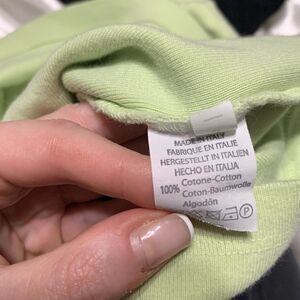 MADE IN ITALY
FABRIQUE EN ITALIE
HERGESTELLT IN ITALIEN
HECHO EN ITALIA
100% Cotone-Cotton
Coton-Baumwolle
Algodón